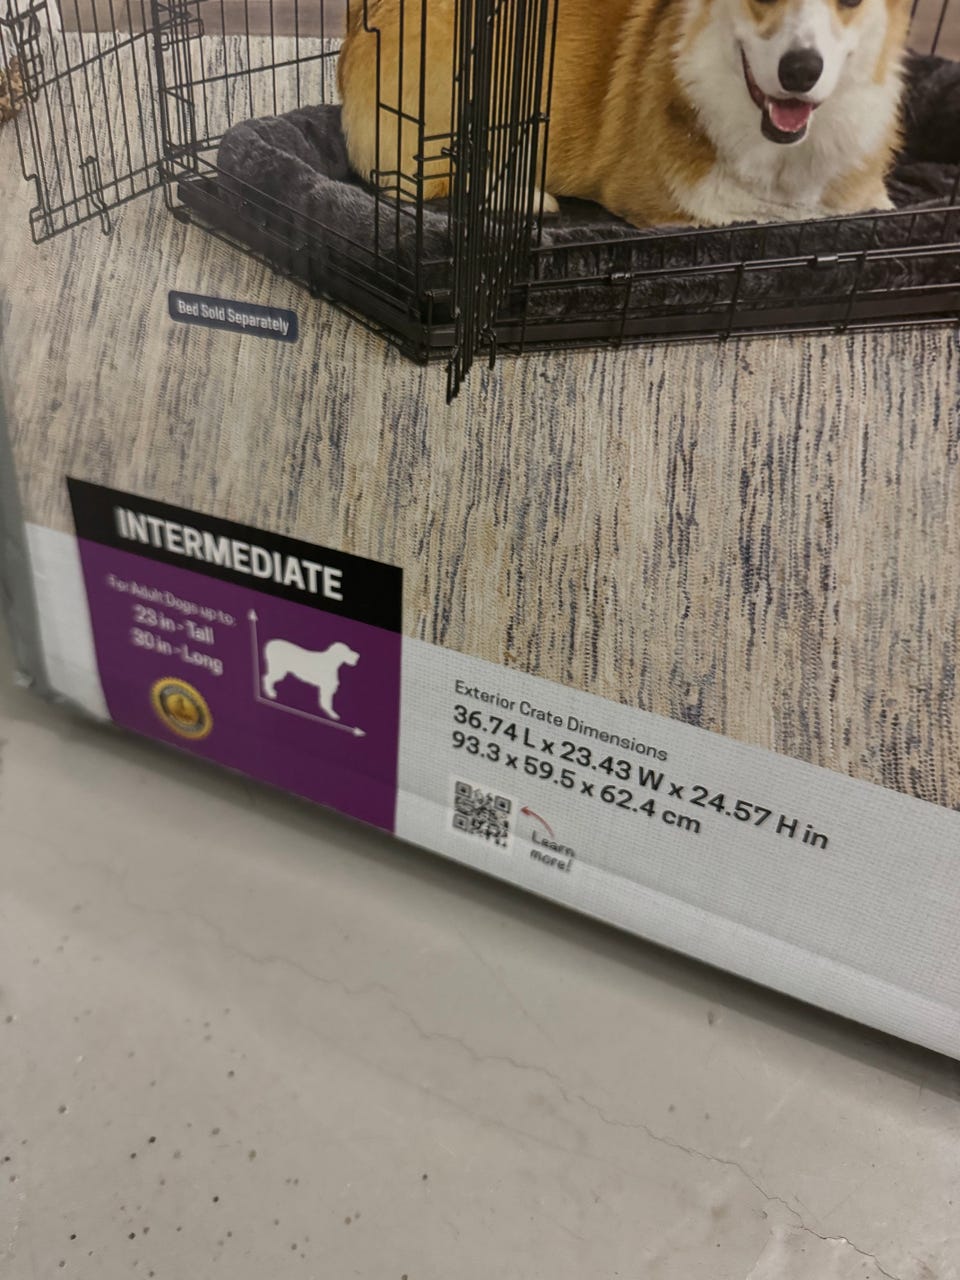 Bed Sold Separately
INTERMEDIATE
For Adult Dogs up to:
23 in - Tall
30 in - Long
Exterior Crate Dimensions
36.74 L x 23.43 W x 24.57 H in
93.3 x 59.5 x 62.4 cm
Learn
more!